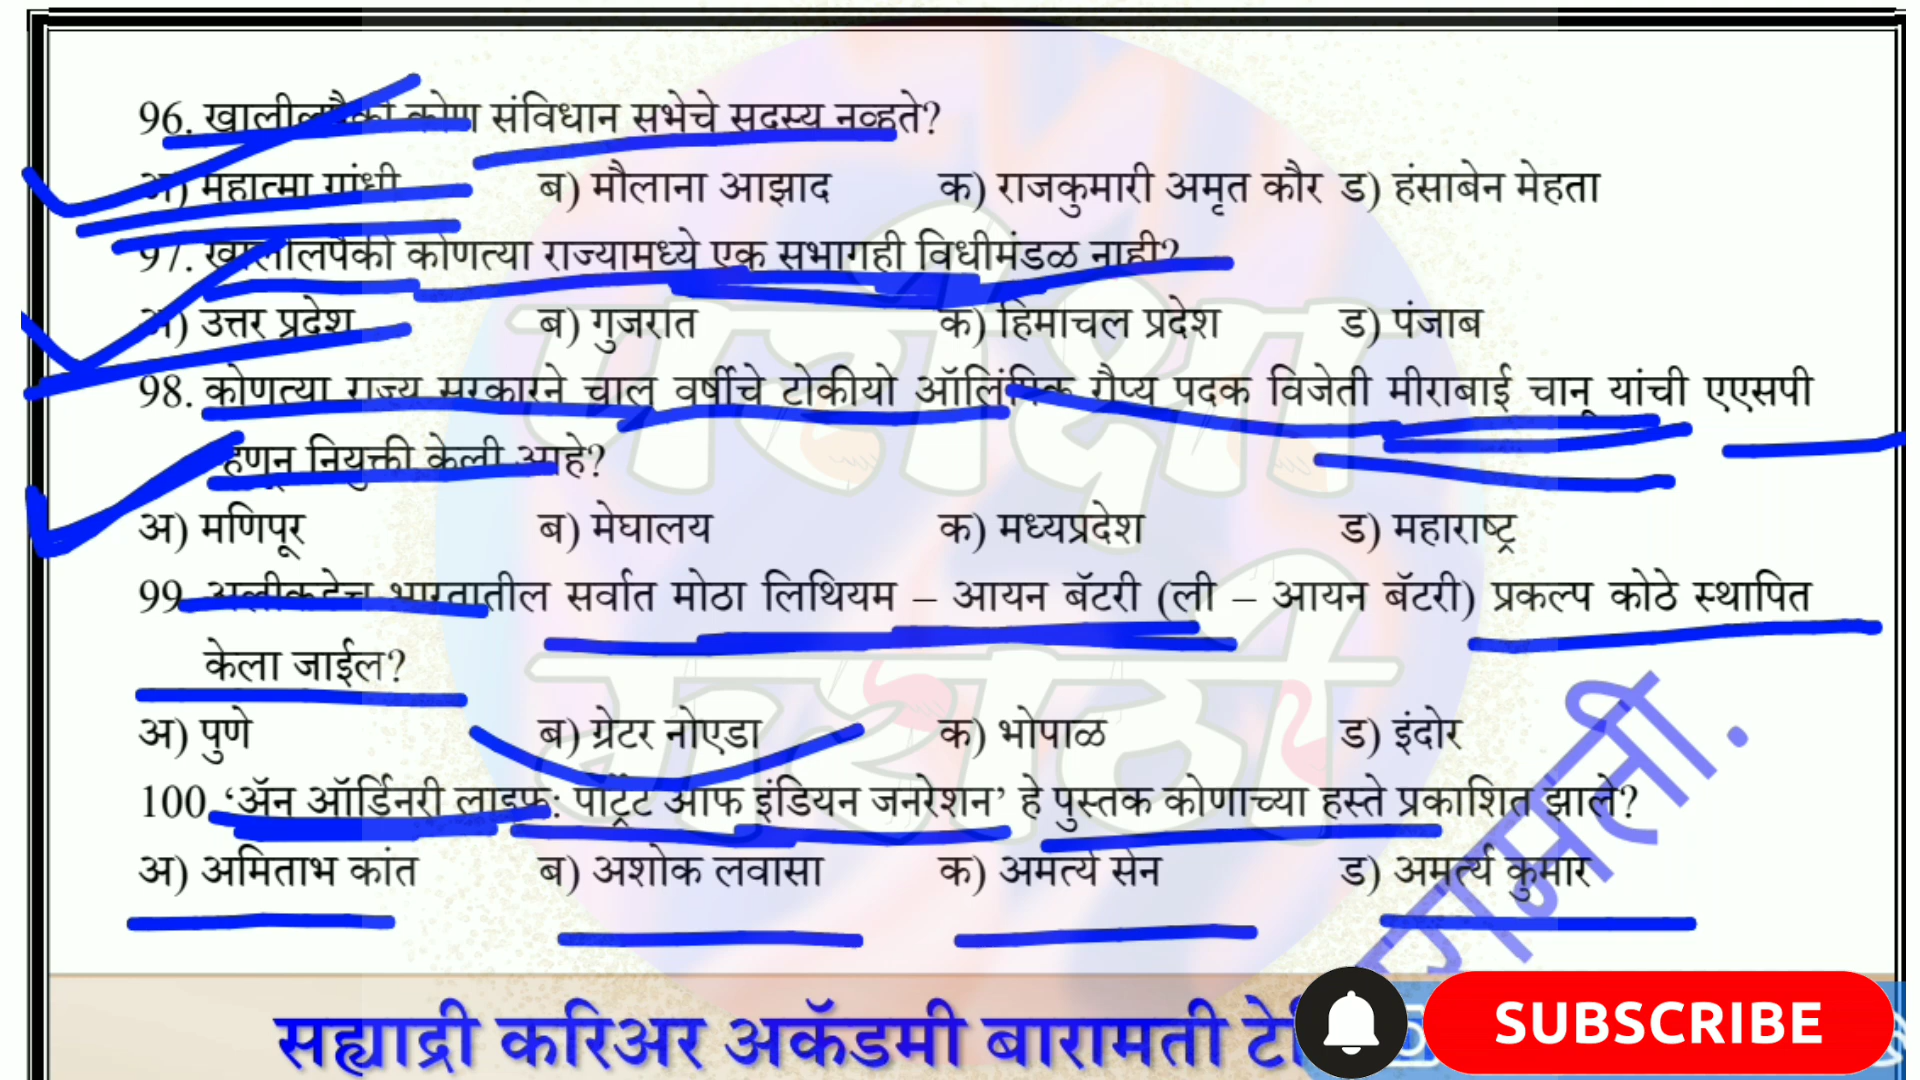 96. खालीलपैकी कोण संविधान सभेचे सदस्य नव्हते?
अ) महात्मा गांधी ब) मौलाना आझाद क) राजकुमारी अमृत कौर ड) हंसाबेन मेहता
97. खालीलपैकी कोणत्या राज्यामध्ये एक सभागही विधीमंडळ नाही?
अ) उत्तर प्रदेश ब) गुजरात क) हिमाचल प्रदेश ड) पंजाब
98. कोणत्या राज्य सरकारने चालू वर्षीचे टोकीयो ऑलिंम्पिक रौप्य पदक विजेती मीराबाई चानू यांची एएसपी
म्हणून नियुक्ती केली आहे?
अ) मणिपूर ब) मेघालय क) मध्यप्रदेश ड) महाराष्ट्र
99. अलीकडेच भारतातील सर्वात मोठा लिथियम – आयन बॅटरी (ली – आयन बॅटरी) प्रकल्प कोठे स्थापित
केला जाईल?
अ) पुणे ब) ग्रेटर नोएडा क) भोपाळ ड) इंदोर
100. ‘ॲन ऑर्डिनरी लाइफ: पोर्ट्रेट ऑफ इंडियन जनरेशन’ हे पुस्तक कोणाच्या हस्ते प्रकाशित झाले?
अ) अमिताभ कांत ब) अशोक लवासा क) अमर्त्य सेन ड) अमर्त्य कुमार
परीक्षा
मराठी
सह्याद्री करिअर अकॅडमी बारामती
SUBSCRIBE